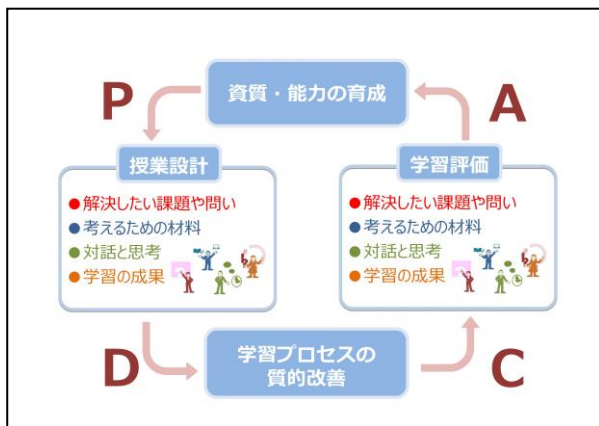 P
資質・能力の育成
A
授業設計
●解決したい課題や問い
●考えるための材料
●対話と思考
●学習の成果
学習評価
●解決したい課題や問い
●考えるための材料
●対話と思考
●学習の成果
D
学習プロセスの
質的改善
C